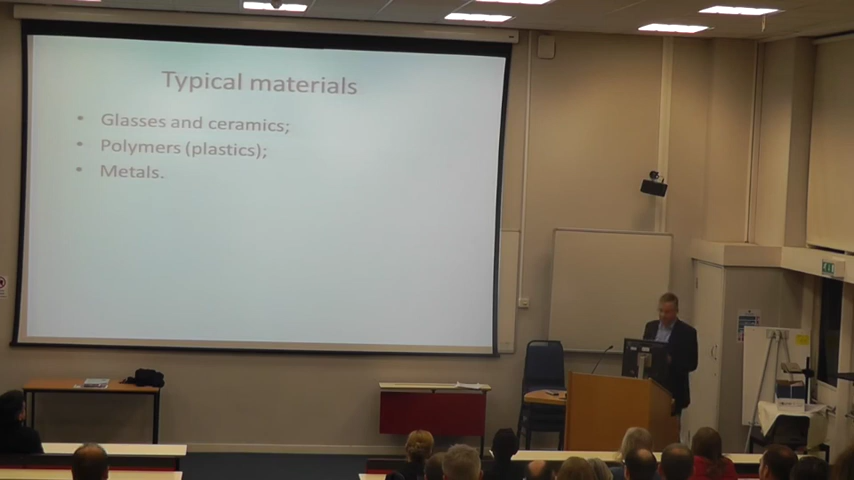 Typical materials
• Glasses and ceramics;
• Polymers (plastics);
• Metals.